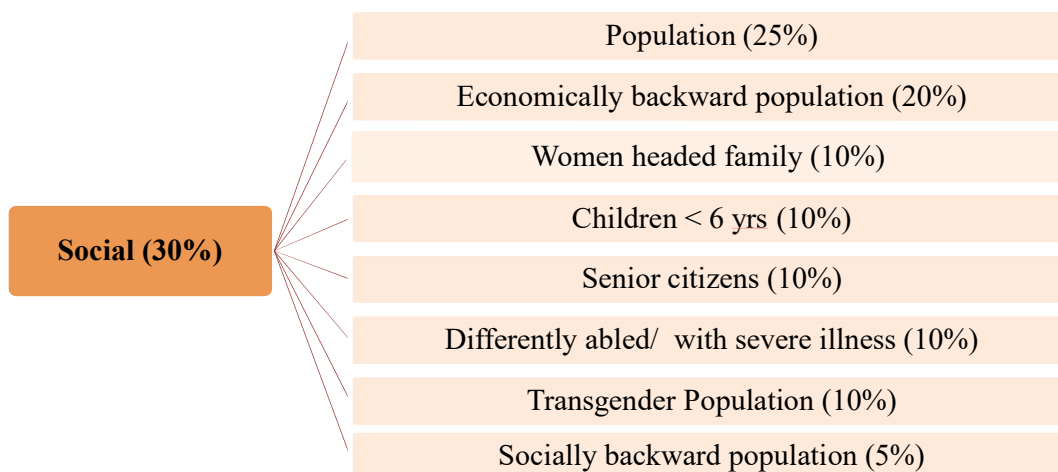 Population (25%)
Economically backward population (20%)
Women headed family (10%)
Children < 6 yrs (10%)
Social (30%)
Senior citizens (10%)
Differently abled/  with severe illness (10%)
Transgender Population (10%)
Socially backward population (5%)